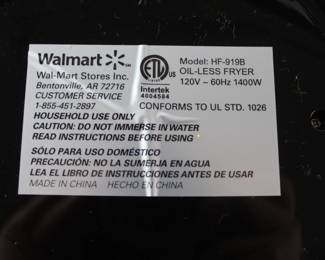 Walmart
Wal-Mart Stores Inc.
Bentonville, AR 72716
CUSTOMER SERVICE
1-855-451-2897
ETL
US
Intertek
4004584
Model: HF-919B
OIL-LESS FRYER
120V ~ 60Hz 1400W
CONFORMS TO UL STD. 1026
HOUSEHOLD USE ONLY
CAUTION: DO NOT IMMERSE IN WATER
READ INSTRUCTIONS BEFORE USING
SÓLO PARA USO DOMÉSTICO
PRECAUCIÓN: NO LA SUMERJA EN AGUA
LEA EL LIBRO DE INSTRUCCIONES ANTES DE USAR
MADE IN CHINA HECHO EN CHINA